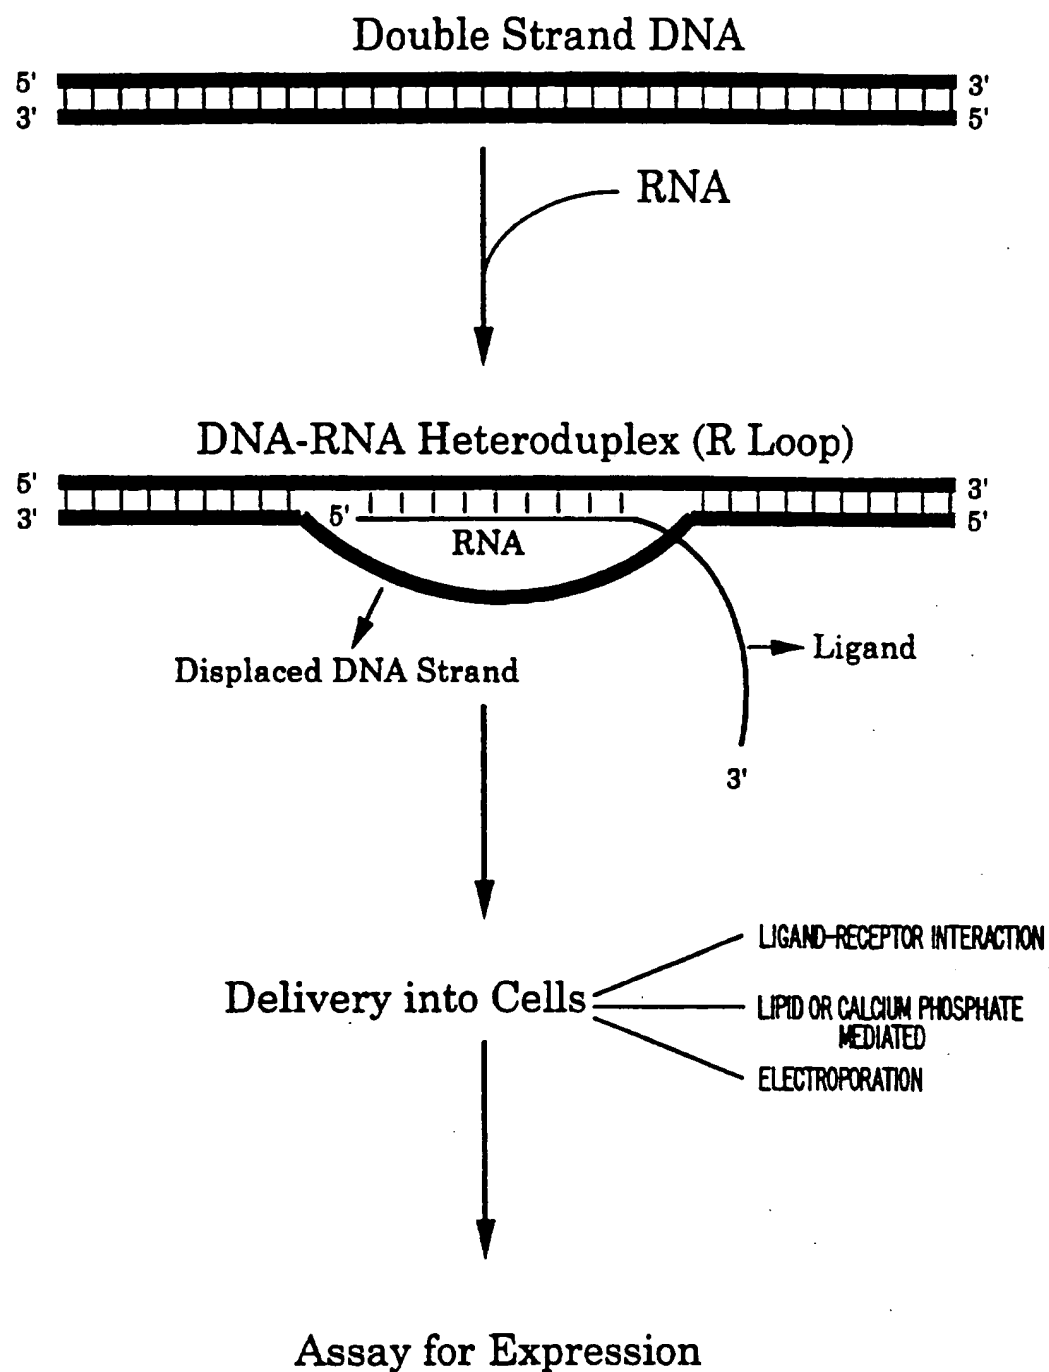 Double Strand DNA
5' 3'
3' 5'
RNA
DNA-RNA Heteroduplex (R Loop)
5' 3'
3' 5' 5'
RNA
Ligand
Displaced DNA Strand
3'
LIGAND-RECEPTOR INTERACTION
Delivery into Cells
LIPID OR CALCIUM PHOSPHATE
MEDIATED
ELECTROPORATION
Assay for Expression